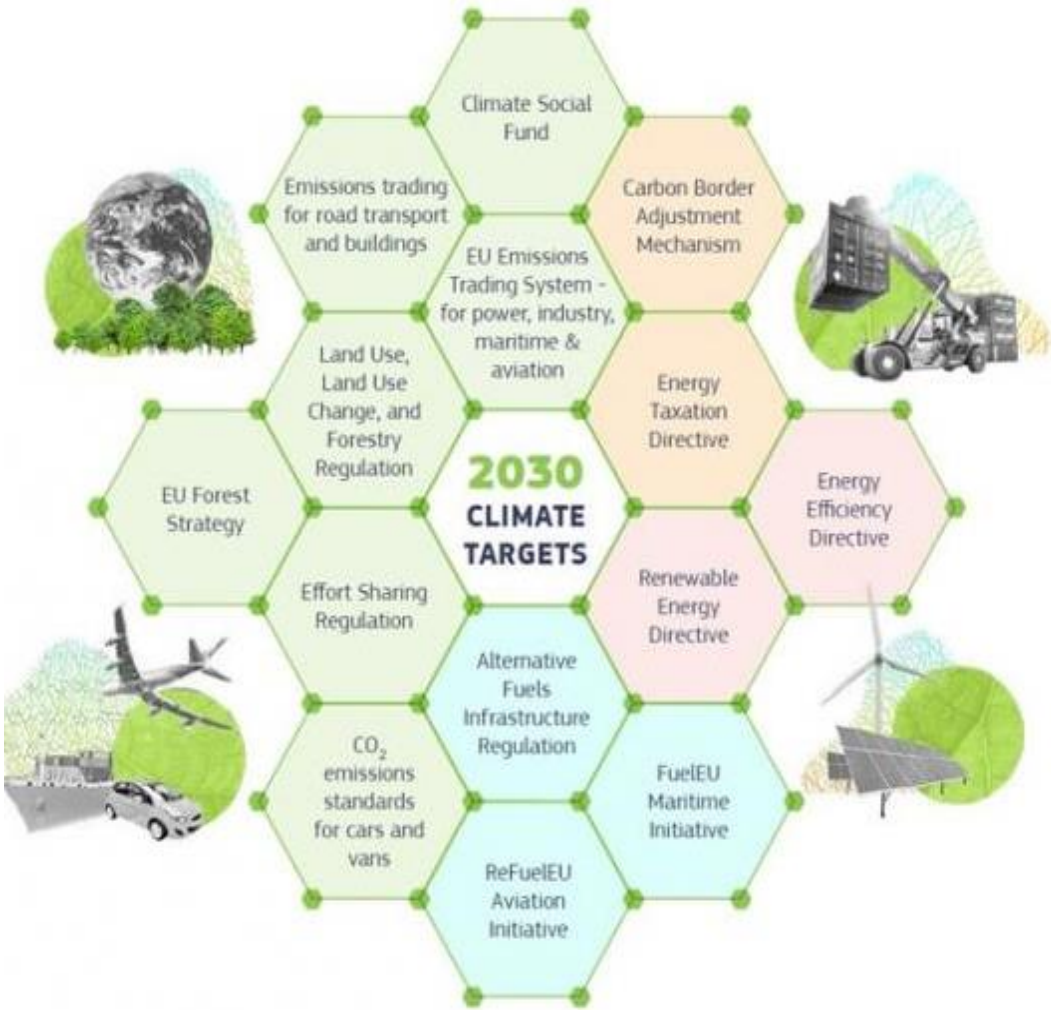 Climate Social
Fund
Emissions trading
for road transport
and buildings
Carbon Border
Adjustment
Mechanism
EU Emissions
Trading System -
for power, industry,
maritime &
aviation
Land Use,
Land Use
Change, and
Forestry
Regulation
Energy
Taxation
Directive
EU Forest
Strategy
2030
CLIMATE
TARGETS
Energy
Efficiency
Directive
Effort Sharing
Regulation
Renewable
Energy
Directive
Alternative
Fuels
Infrastructure
Regulation
CO₂
emissions
standards
for cars and
vans
FuelEU
Maritime
Initiative
ReFuelEU
Aviation
Initiative